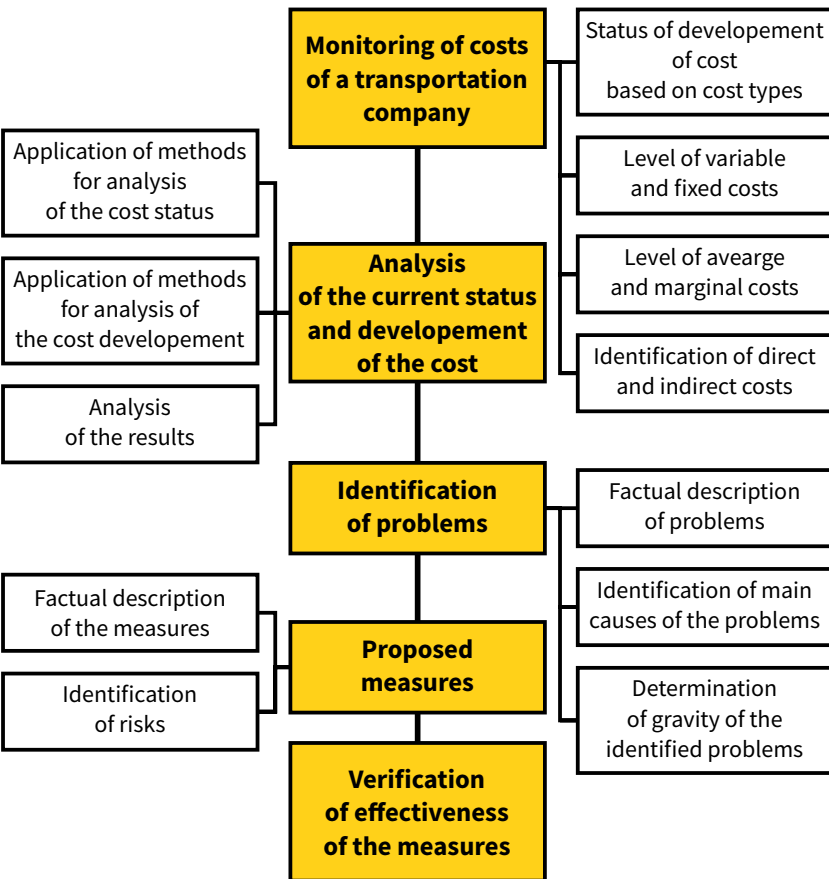 Monitoring of costs
of a transportation
company
Status of developement
of cost
based on cost types
Level of variable
and fixed costs
Level of avearge
and marginal costs
Identification of direct
and indirect costs
Application of methods
for analysis
of the cost status
Application of methods
for analysis of
the cost developement
Analysis
of the results
Analysis
of the current status
and developement
of the cost
Identification
of problems
Factual description
of problems
Identification of main
causes of the problems
Determination
of gravity of the
identified problems
Factual description
of the measures
Identification
of risks
Proposed
measures
Verification
of effectiveness
of the measures